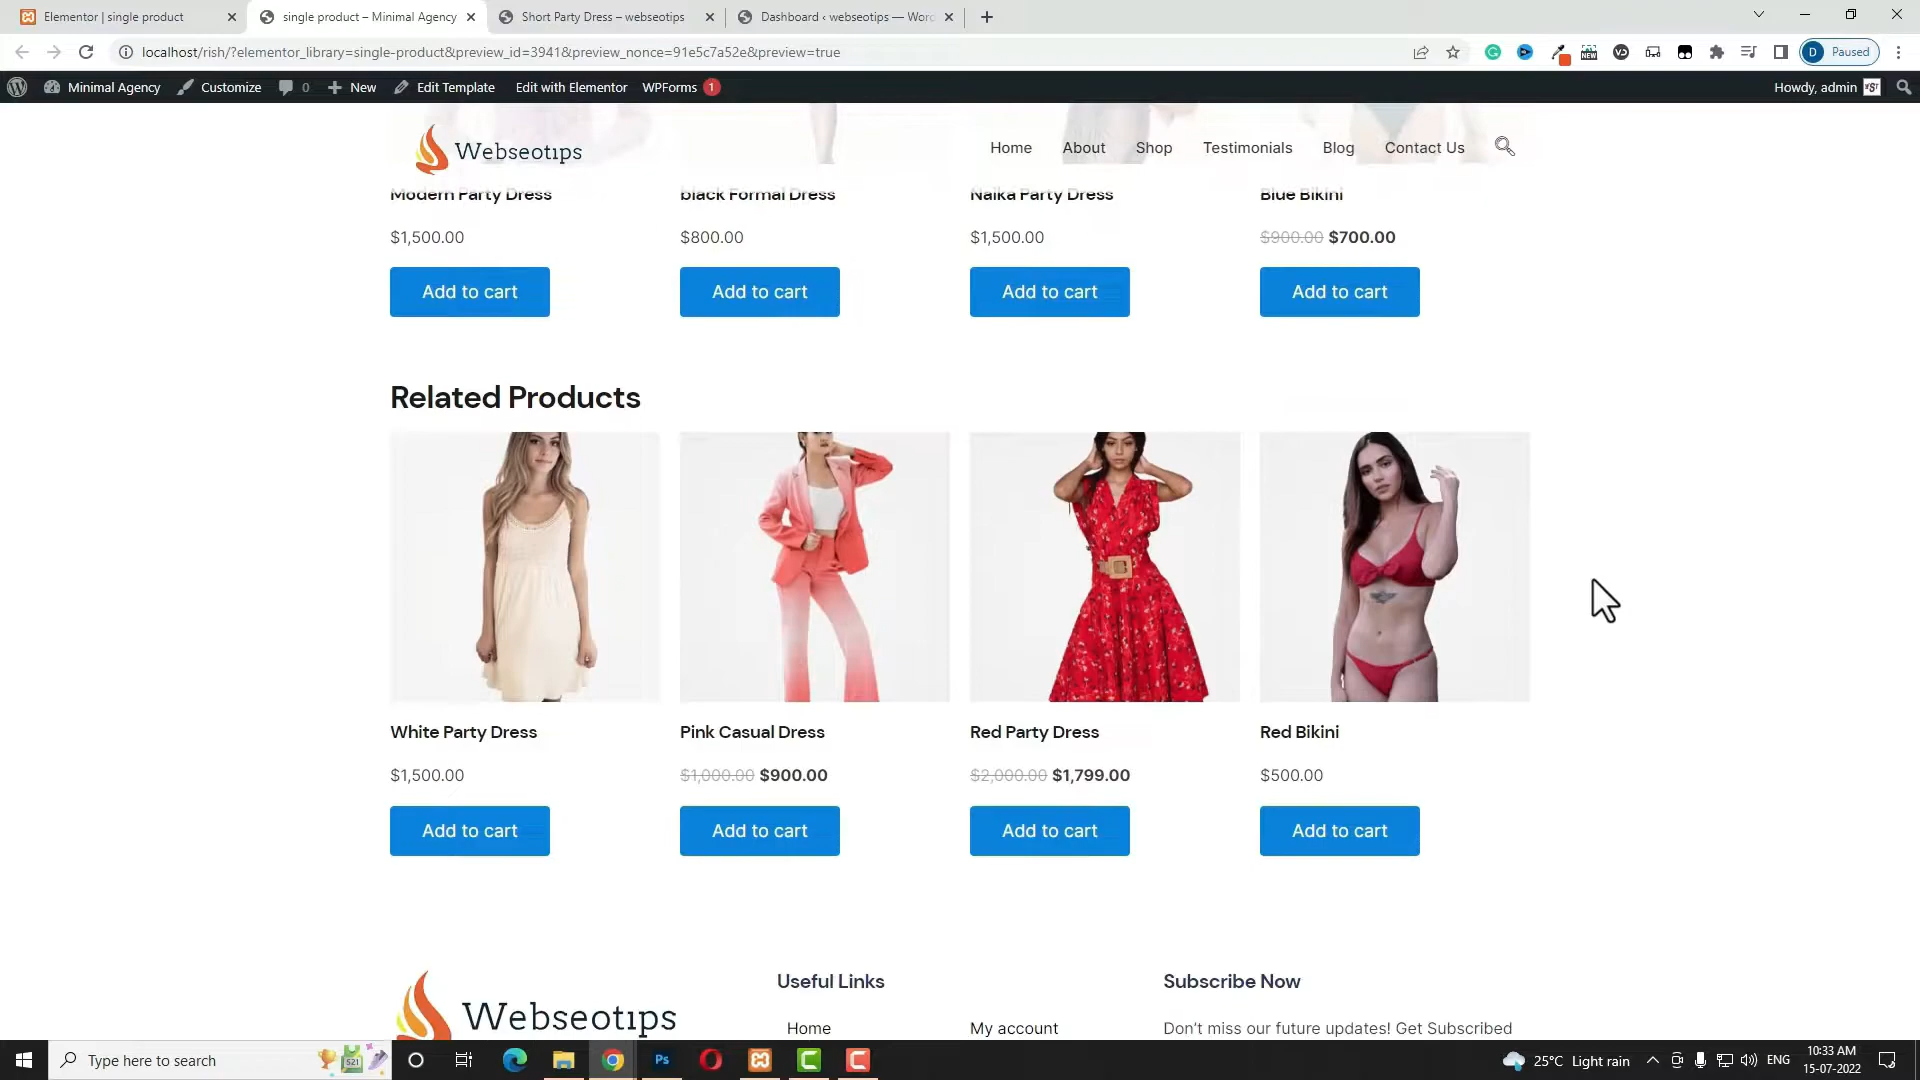 Elementor | single product
single product – Minimal Agency
Short Party Dress – webseotips
Dashboard ‹ webseotips — Word
localhost/rish/?elementor_library=single-product&preview_id=3941&preview_nonce=91e5c7a52e&preview=true
NEW
D Paused
Minimal Agency Customize 0 New Edit Template Edit with Elementor WPForms 1
Howdy, admin
Webseotips
Home About Shop Testimonials Blog Contact Us
Modern Party Dress black Formal Dress Naika Party Dress Blue Bikini
$1,500.00 $800.00 $1,500.00 $900.00 $700.00
Add to cart Add to cart Add to cart Add to cart
Related Products
White Party Dress Pink Casual Dress Red Party Dress Red Bikini
$1,500.00 $1,000.00 $900.00 $2,000.00 $1,799.00 $500.00
Add to cart Add to cart Add to cart Add to cart
Webseotips
Useful Links
Subscribe Now
Home My account
Don’t miss our future updates! Get Subscribed
Type here to search
521
Ps
25°C Light rain
ENG
10:33 AM
15-07-2022